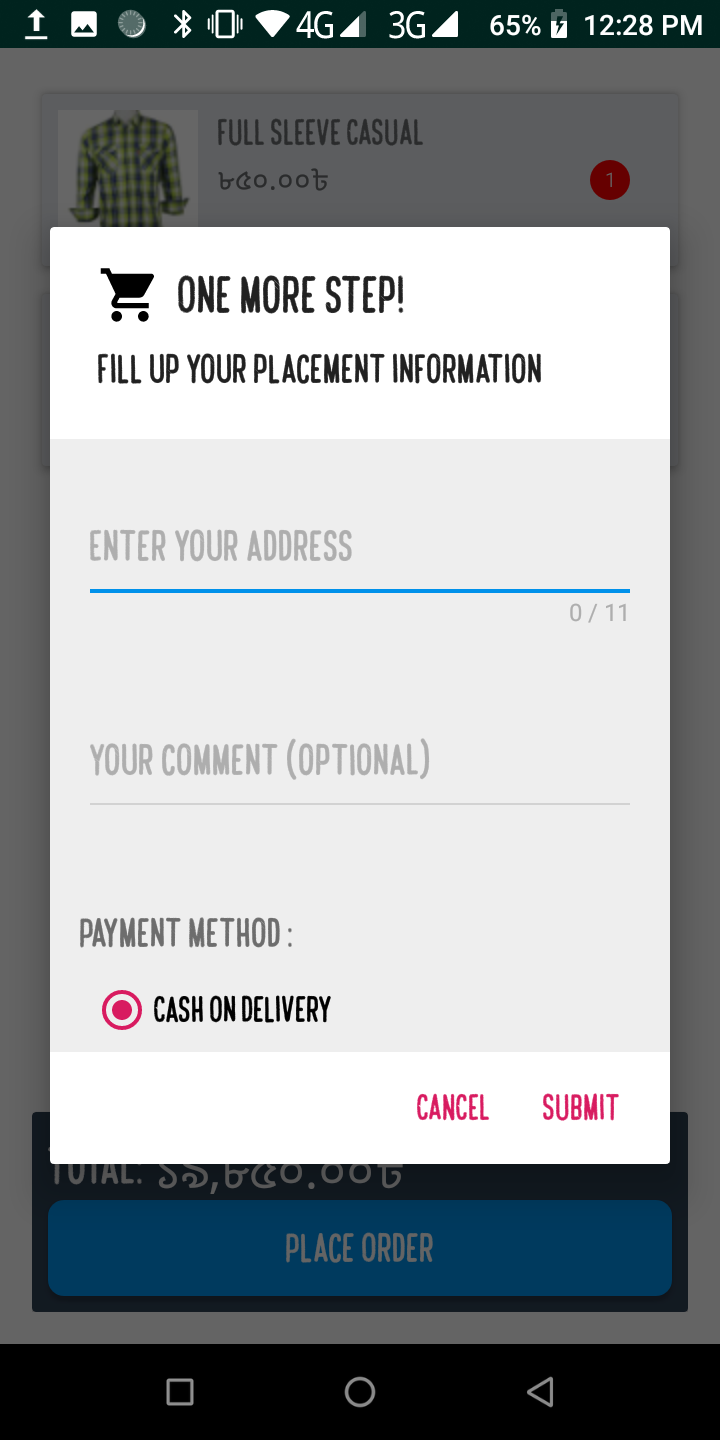 4G 3G 65% 12:28 PM
FULL SLEEVE CASUAL
৮৫০.০০৳
1
ONE MORE STEP!
FILL UP YOUR PLACEMENT INFORMATION
ENTER YOUR ADDRESS
0 / 11
YOUR COMMENT (OPTIONAL)
PAYMENT METHOD :
CASH ON DELIVERY
CANCEL SUBMIT
TOTAL: ১৯,৮৫০.০০৳
PLACE ORDER